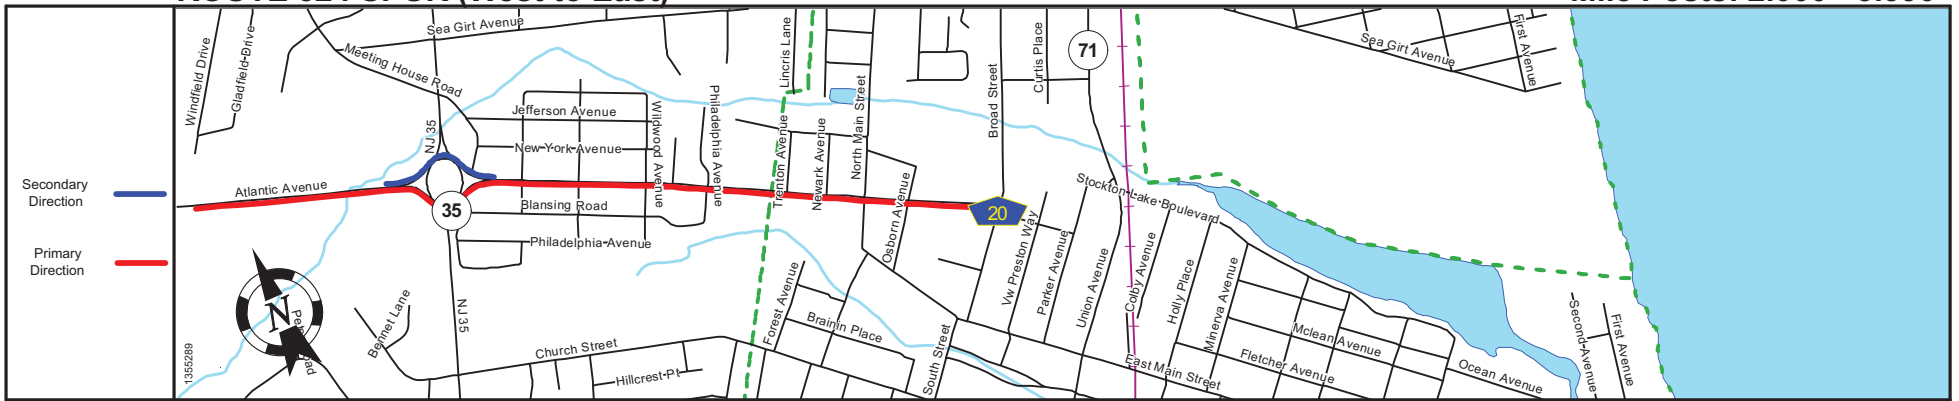 Secondary
Direction
Primary
Direction
Windfield Drive
Gladfield Drive
Sea Girt Avenue
Meeting House Road
NJ 35
Jefferson Avenue
New York Avenue
Wildwood Avenue
Philadelphia Avenue
Lincris Lane
Trenton Avenue
Newark Avenue
North Main Street
Broad Street
Curtis Place
71
Sea Girt Avenue
First Avenue
Atlantic Avenue
35
Blansing Road
Philadelphia Avenue
Osborn Avenue
20
Stockton Lake Boulevard
Vw Preston Way
Parker Avenue
Union Avenue
Colby Avenue
Holly Place
Minerva Avenue
N
1355289
Bennet Lane
NJ 35
Church Street
Hillcrest Pt
Forest Avenue
Brainin Place
South Street
East Main Street
Fletcher Avenue
Mclean Avenue
Ocean Avenue
Second Avenue
First Avenue